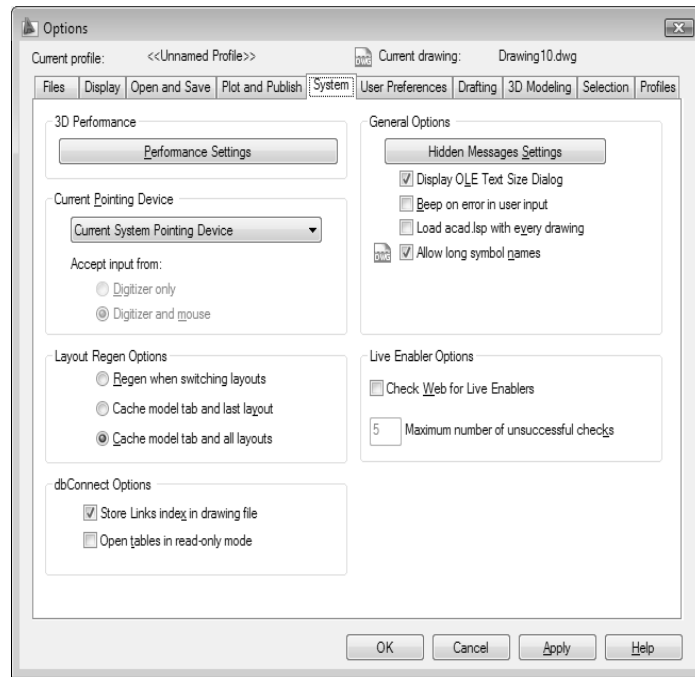 Options
Current profile: <<Unnamed Profile>> DWG Current drawing: Drawing10.dwg
Files Display Open and Save Plot and Publish System User Preferences Drafting 3D Modeling Selection Profiles
3D Performance
Performance Settings
Current Pointing Device
Current System Pointing Device
Accept input from:
Digitizer only
Digitizer and mouse
Layout Regen Options
Regen when switching layouts
Cache model tab and last layout
Cache model tab and all layouts
dbConnect Options
Store Links index in drawing file
Open tables in read-only mode
General Options
Hidden Messages Settings
Display OLE Text Size Dialog
Beep on error in user input
Load acad.lsp with every drawing
DWG Allow long symbol names
Live Enabler Options
Check Web for Live Enablers
5 Maximum number of unsuccessful checks
OK Cancel Apply Help